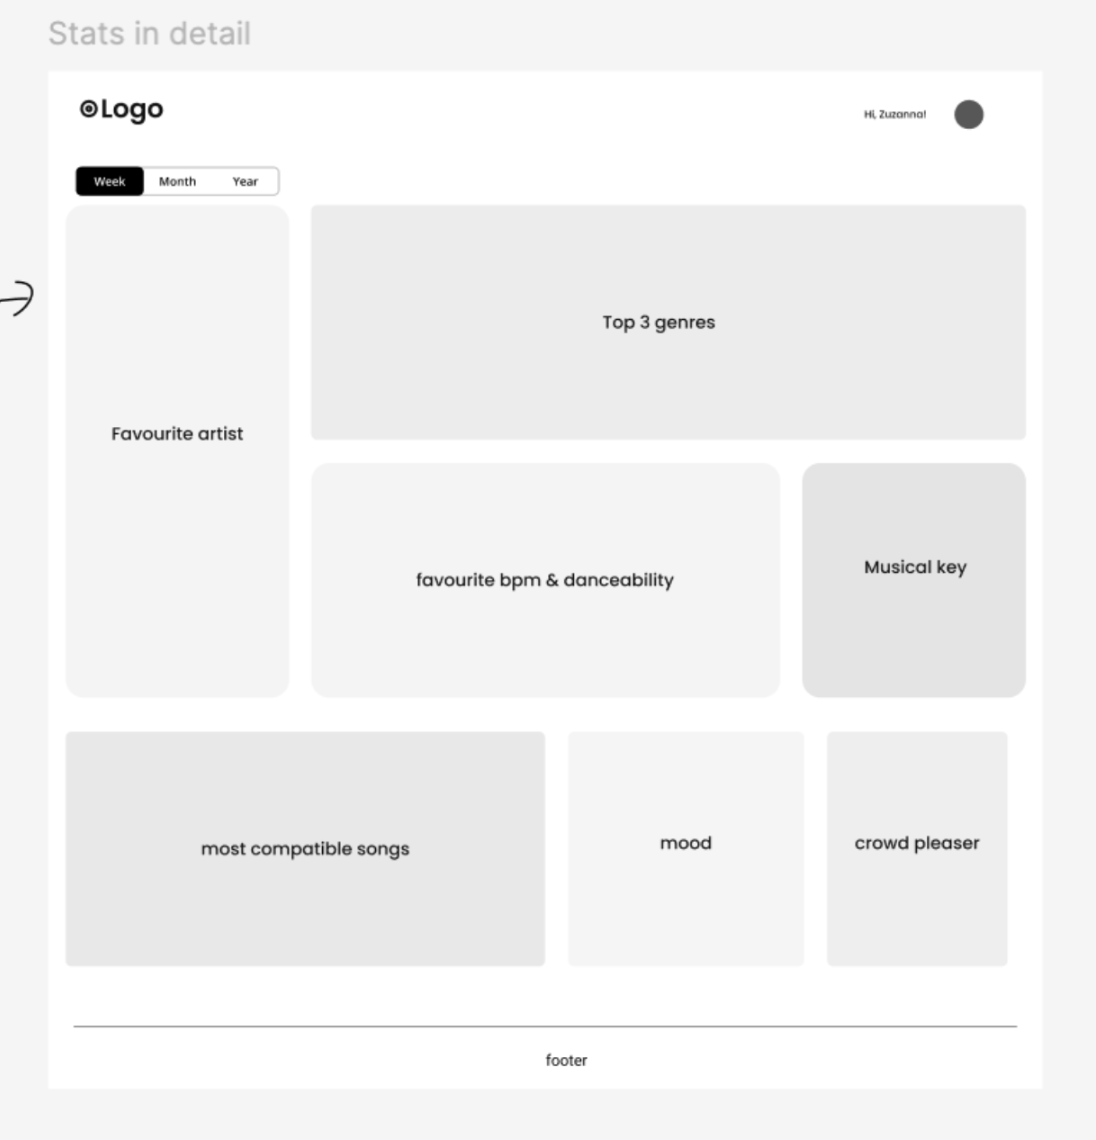 Stats in detail
Logo
Hi, Zuzanna!
Week Month Year
Top 3 genres
Favourite artist
favourite bpm & danceability
Musical key
most compatible songs
mood
crowd pleaser
footer